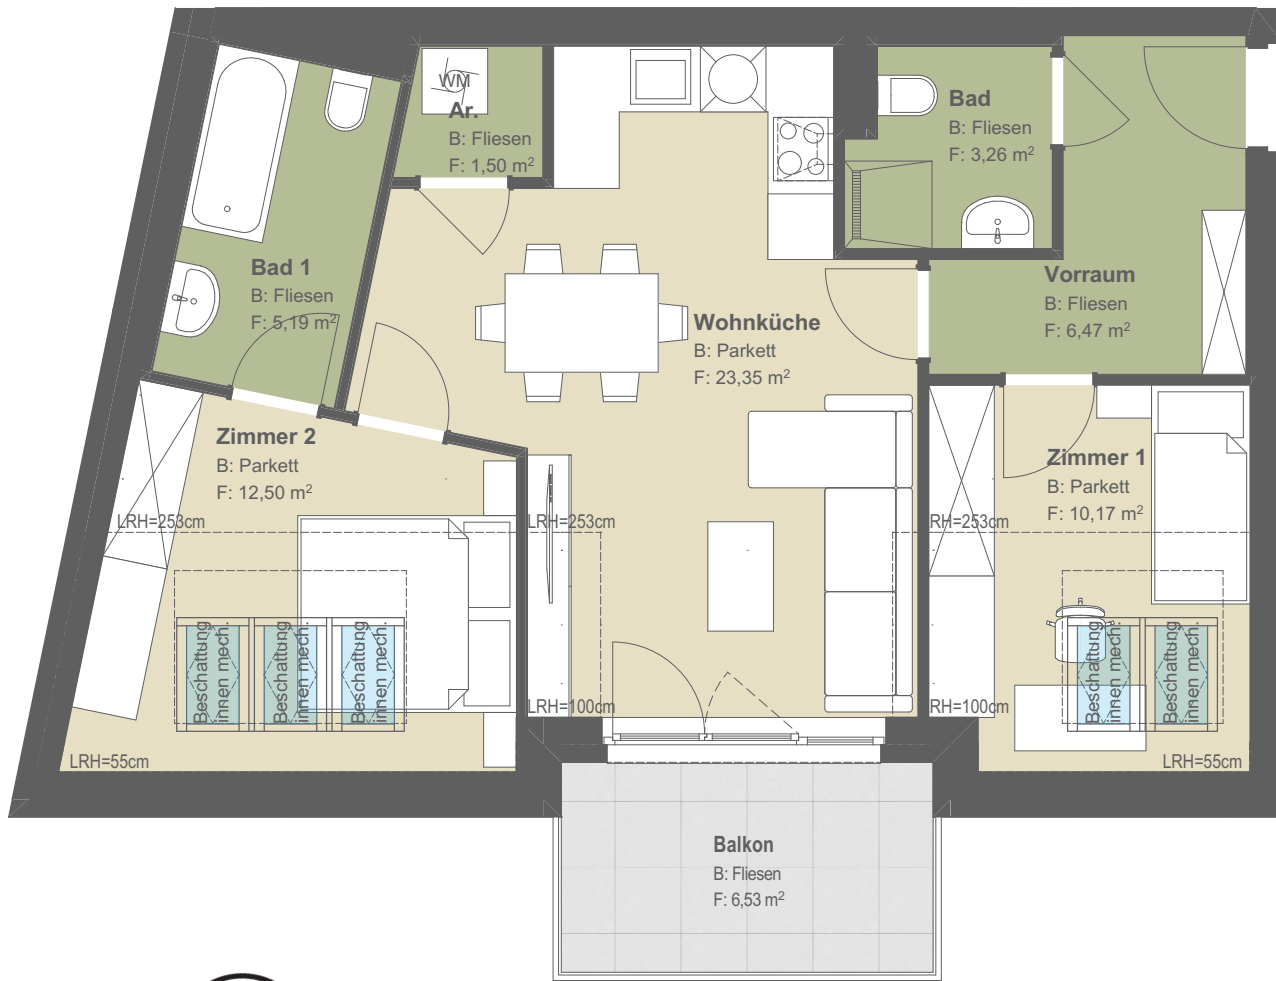 WM
Ar.
B: Fliesen
F: 1,50 m²
Bad
B: Fliesen
F: 3,26 m²
Bad 1
B: Fliesen
F: 5,19 m²
Vorraum
B: Fliesen
F: 6,47 m²
Wohnküche
B: Parkett
F: 23,35 m²
Zimmer 2
B: Parkett
F: 12,50 m²
Zimmer 1
B: Parkett
F: 10,17 m²
LRH=253cm
LRH=253cm
RH=253cm
Beschattung
innen mech.
Beschattung
innen mech.
Beschattung
innen mech.
Beschattung
innen mech.
Beschattung
innen mech.
LRH=100cm
RH=100cm
LRH=55cm
LRH=55cm
Balkon
B: Fliesen
F: 6,53 m²